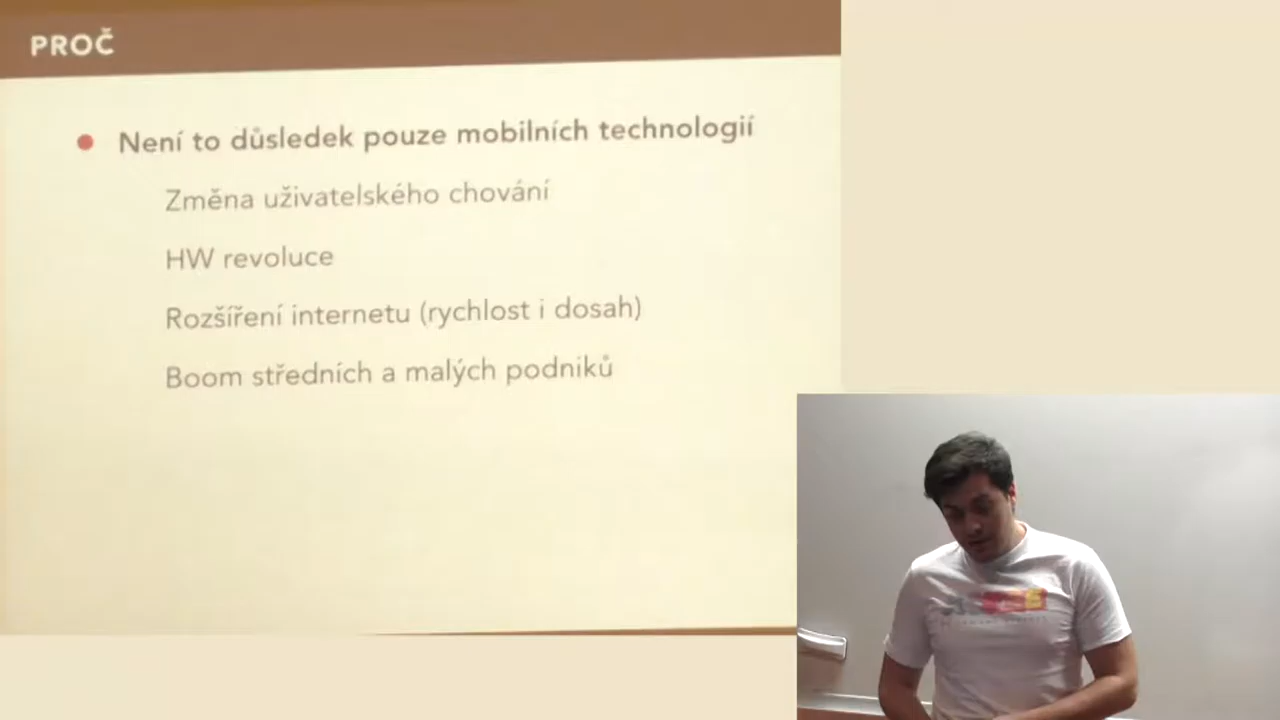 PROČ
Není to důsledek pouze mobilních technologií
Změna uživatelského chování
HW revoluce
Rozšíření internetu (rychlost i dosah)
Boom středních a malých podniků